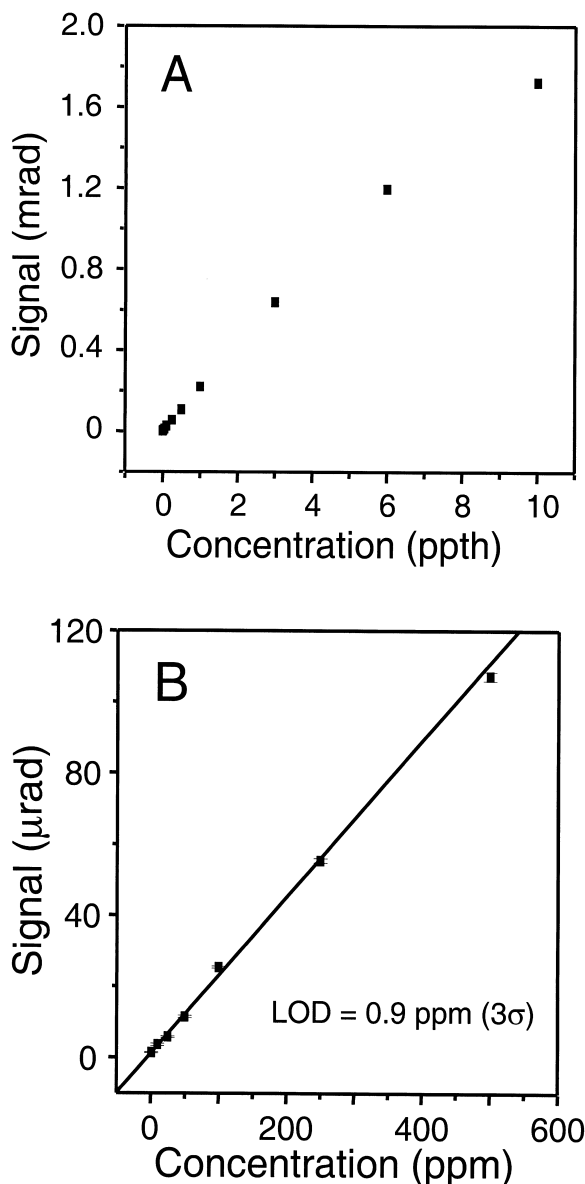 2.0
A
1.6
1.2
0.8
0.4
0
Signal (mrad)
0 2 4 6 8 10
Concentration (ppth)
120
B
80
40
0
Signal (μrad)
LOD = 0.9 ppm (3σ)
0 200 400 600
Concentration (ppm)